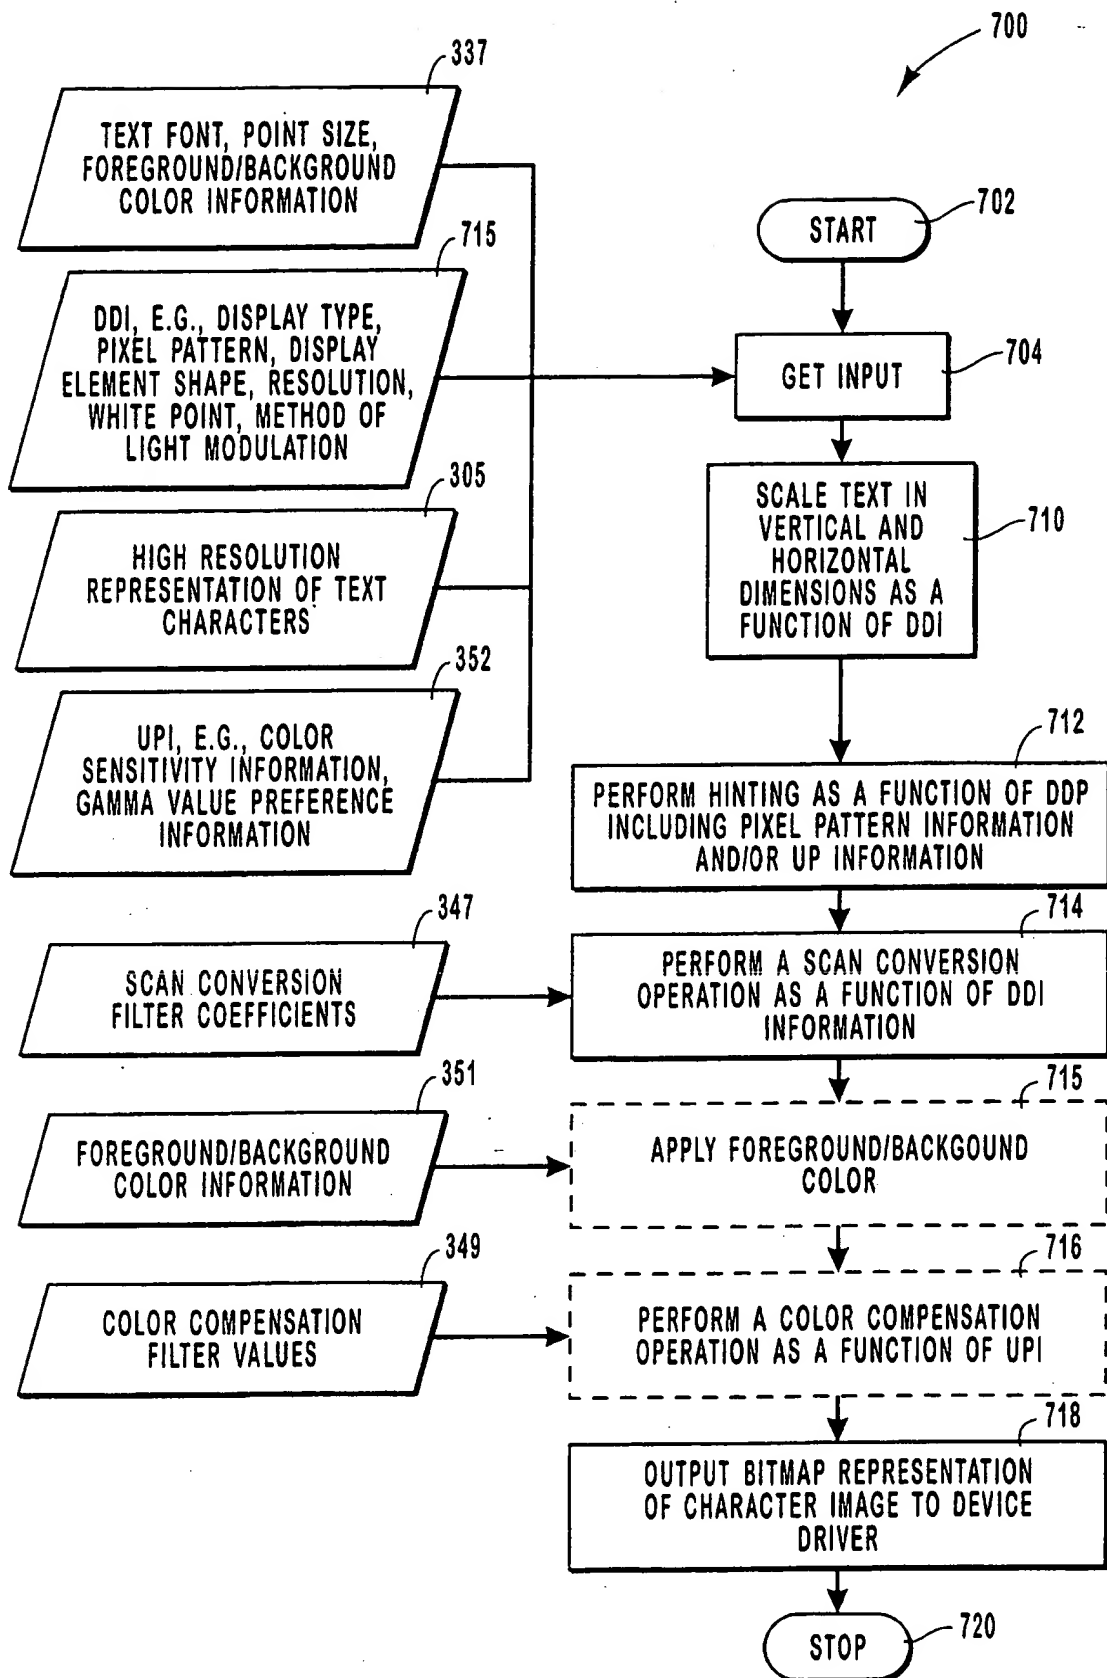 700
337
TEXT FONT, POINT SIZE,
FOREGROUND/BACKGROUND
COLOR INFORMATION
702
START
715
DDI, E.G., DISPLAY TYPE,
PIXEL PATTERN, DISPLAY
ELEMENT SHAPE, RESOLUTION,
WHITE POINT, METHOD OF
LIGHT MODULATION
704
GET INPUT
305
HIGH RESOLUTION
REPRESENTATION OF TEXT
CHARACTERS
710
SCALE TEXT IN
VERTICAL AND
HORIZONTAL
DIMENSIONS AS A
FUNCTION OF DDI
352
UPI, E.G., COLOR
SENSITIVITY INFORMATION,
GAMMA VALUE PREFERENCE
INFORMATION
712
PERFORM HINTING AS A FUNCTION OF DDP
INCLUDING PIXEL PATTERN INFORMATION
AND/OR UP INFORMATION
347
SCAN CONVERSION
FILTER COEFFICIENTS
714
PERFORM A SCAN CONVERSION
OPERATION AS A FUNCTION OF DDI
INFORMATION
351
FOREGROUND/BACKGROUND
COLOR INFORMATION
715
APPLY FOREGROUND/BACKGOUND
COLOR
349
COLOR COMPENSATION
FILTER VALUES
716
PERFORM A COLOR COMPENSATION
OPERATION AS A FUNCTION OF UPI
718
OUTPUT BITMAP REPRESENTATION
OF CHARACTER IMAGE TO DEVICE
DRIVER
720
STOP